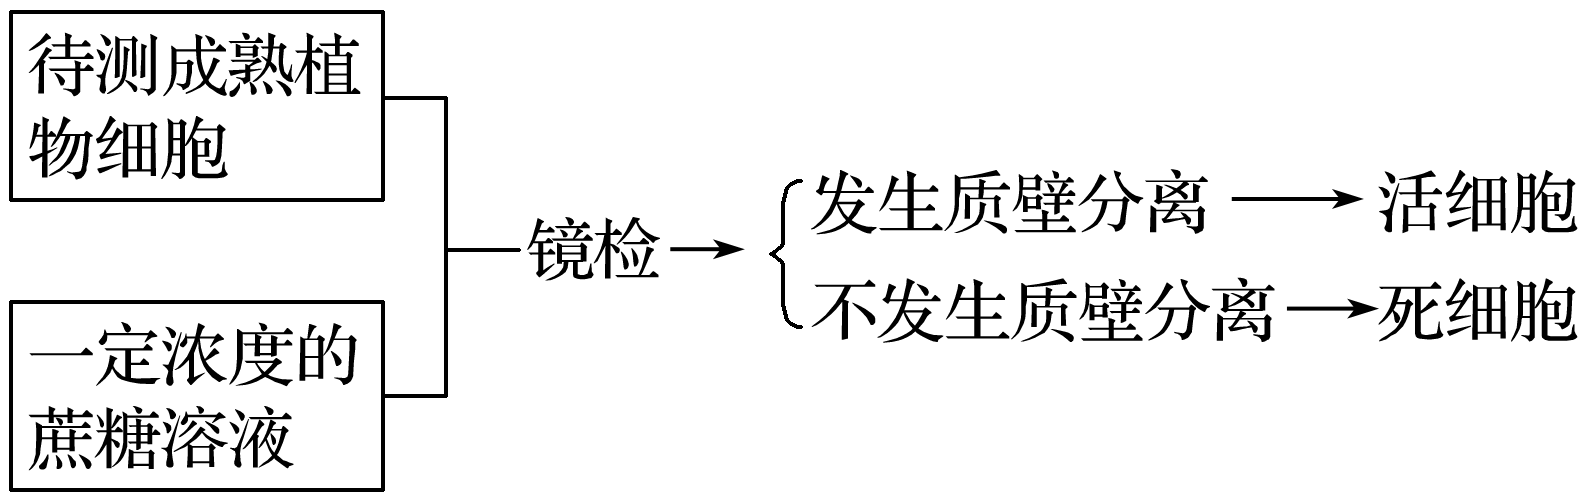 待测成熟植
物细胞
一定浓度的
蔗糖溶液
镜检
发生质壁分离
活细胞
不发生质壁分离
死细胞